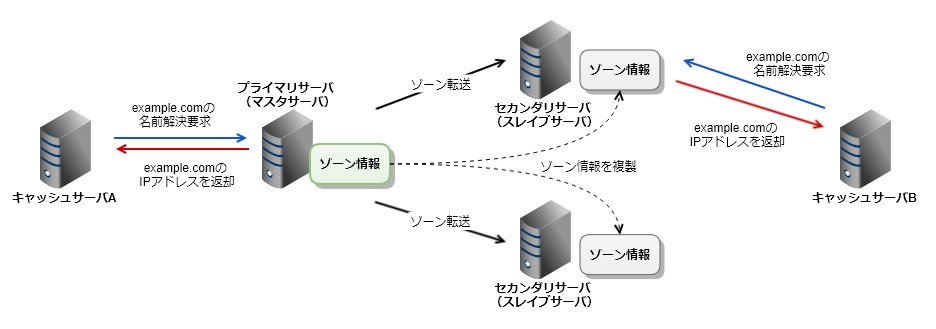 example.comの
名前解決要求
example.comの
IPアドレスを返却
キャッシュサーバA
プライマリサーバ
（マスタサーバ）
ゾーン情報
ゾーン転送
ゾーン情報を複製
ゾーン転送
ゾーン情報
セカンダリサーバ
（スレイブサーバ）
ゾーン情報
セカンダリサーバ
（スレイブサーバ）
example.comの
名前解決要求
example.comの
IPアドレスを返却
キャッシュサーバB